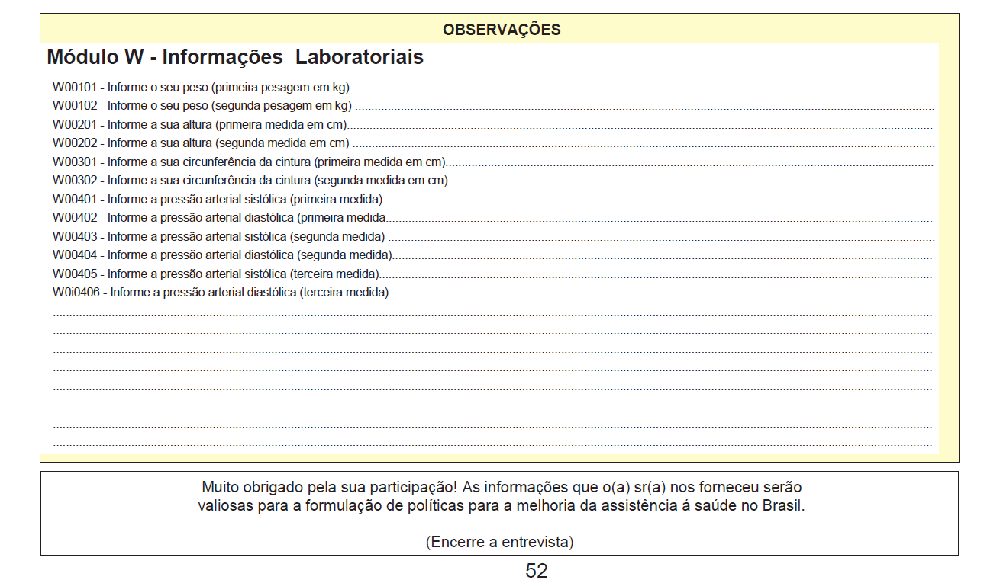 OBSERVAÇÕES
Módulo W - Informações Laboratoriais
W00101 - Informe o seu peso (primeira pesagem em kg)
W00102 - Informe o seu peso (segunda pesagem em kg)
W00201 - Informe a sua altura (primeira medida em cm)
W00202 - Informe a sua altura (segunda medida em cm)
W00301 - Informe a sua circunferência da cintura (primeira medida em cm)
W00302 - Informe a sua circunferência da cintura (segunda medida em cm)
W00401 - Informe a pressão arterial sistólica (primeira medida)
W00402 - Informe a pressão arterial diastólica (primeira medida
W00403 - Informe a pressão arterial sistólica (segunda medida)
W00404 - Informe a pressão arterial diastólica (segunda medida)
W00405 - Informe a pressão arterial sistólica (terceira medida)
W0i0406 - Informe a pressão arterial diastólica (terceira medida)
Muito obrigado pela sua participação! As informações que o(a) sr(a) nos forneceu serão
valiosas para a formulação de políticas para a melhoria da assistência á saúde no Brasil.
(Encerre a entrevista)
52